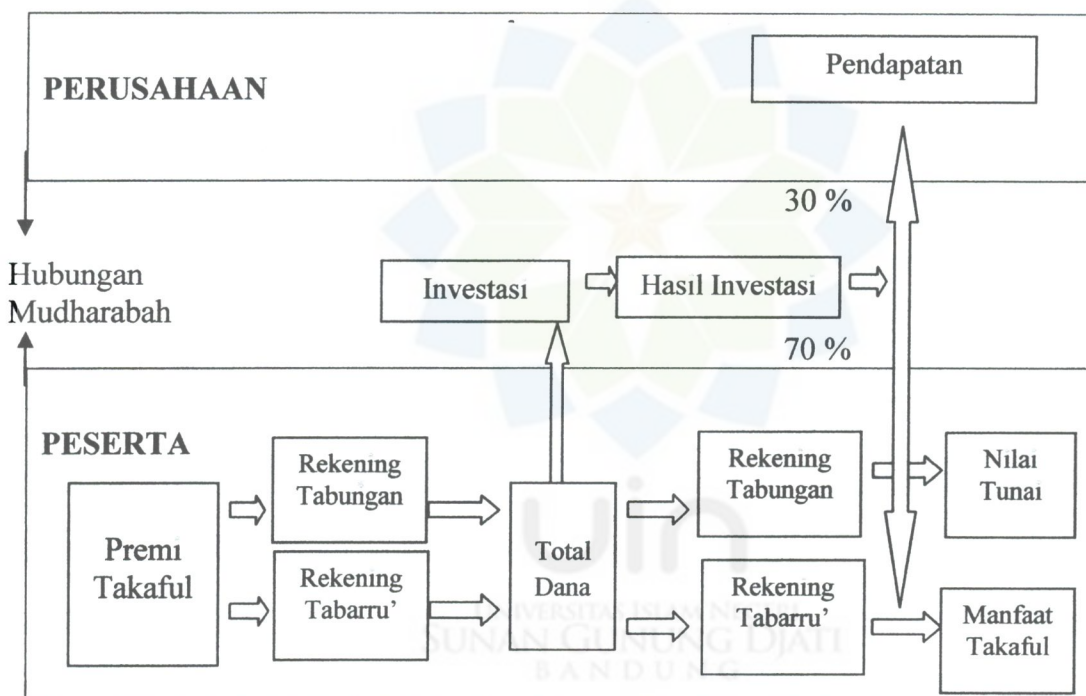 PERUSAHAAN
Pendapatan
30 %
Hubungan
Mudharabah
Investasi
Hasil Investasi
70 %
PESERTA
Premi
Takaful
Rekening
Tabungan
Rekening
Tabarru’
Total
Dana
Rekening
Tabungan
Rekening
Tabarru’
Nilai
Tunai
Manfaat
Takaful
uin
UNIVERSITAS ISLAM NEGERI
SUNAN GUNUNG DJATI
BANDUNG